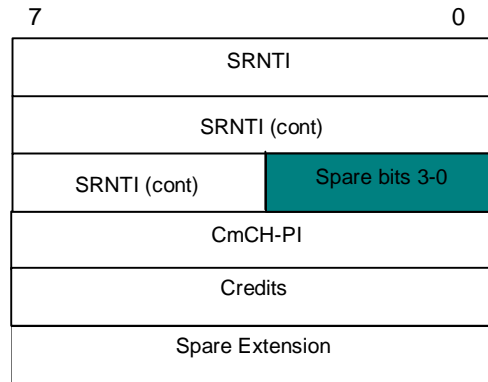 7 0
SRNTI
SRNTI (cont)
SRNTI (cont) Spare bits 3-0
CmCH-PI
Credits
Spare Extension